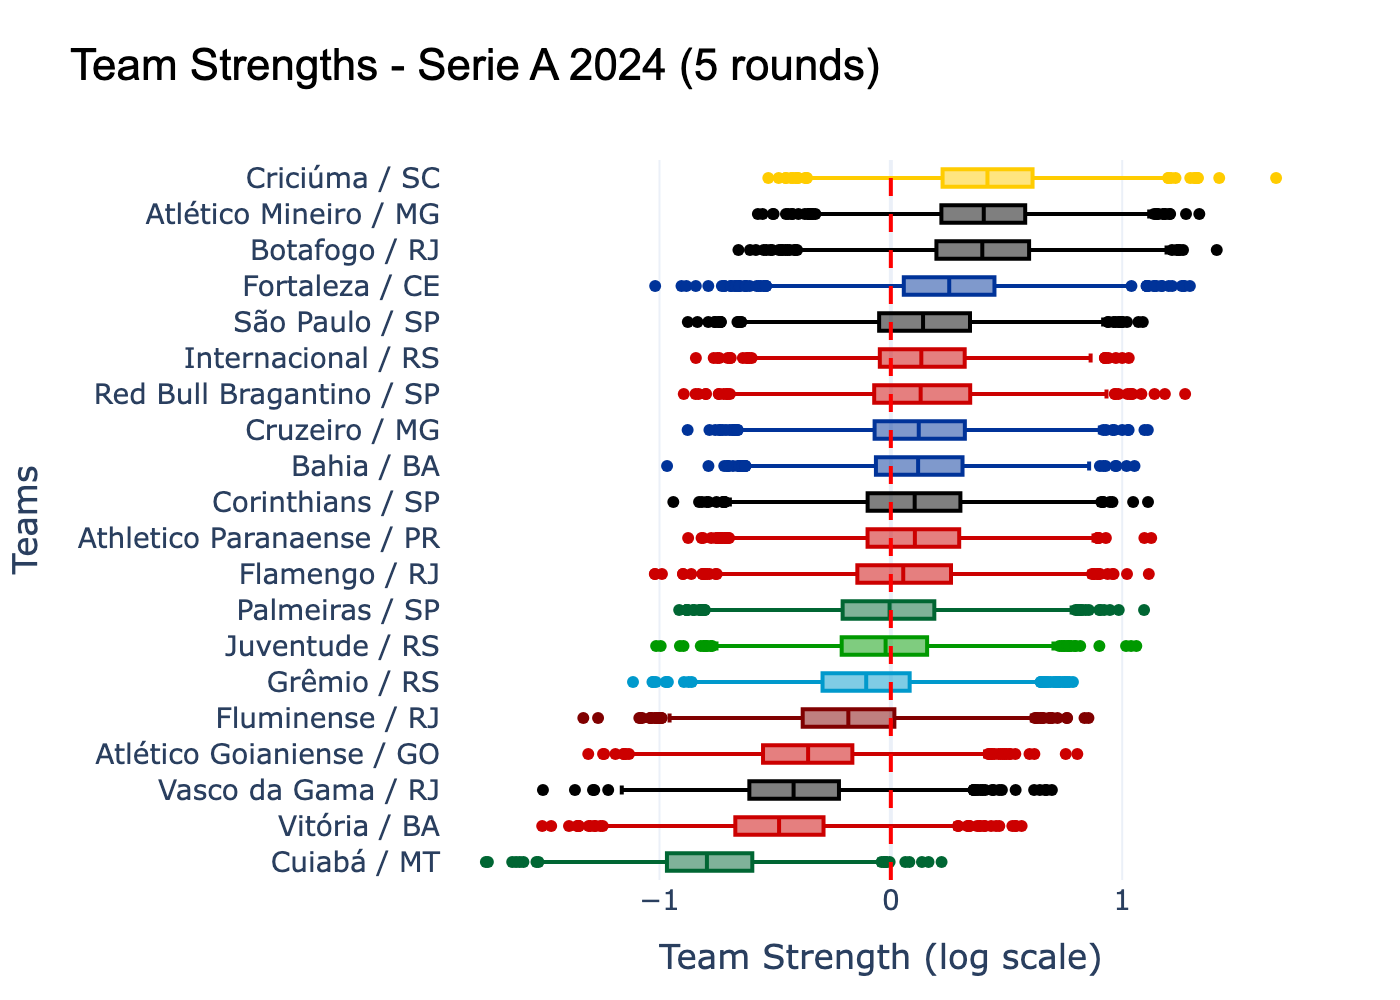 Team Strengths - Serie A 2024 (5 rounds)
Criciúma / SC
Atlético Mineiro / MG
Botafogo / RJ
Fortaleza / CE
São Paulo / SP
Internacional / RS
Red Bull Bragantino / SP
Cruzeiro / MG
Bahia / BA
Corinthians / SP
Athletico Paranaense / PR
Flamengo / RJ
Palmeiras / SP
Juventude / RS
Grêmio / RS
Fluminense / RJ
Atlético Goianiense / GO
Vasco da Gama / RJ
Vitória / BA
Cuiabá / MT
Teams
−1 0 1
Team Strength (log scale)